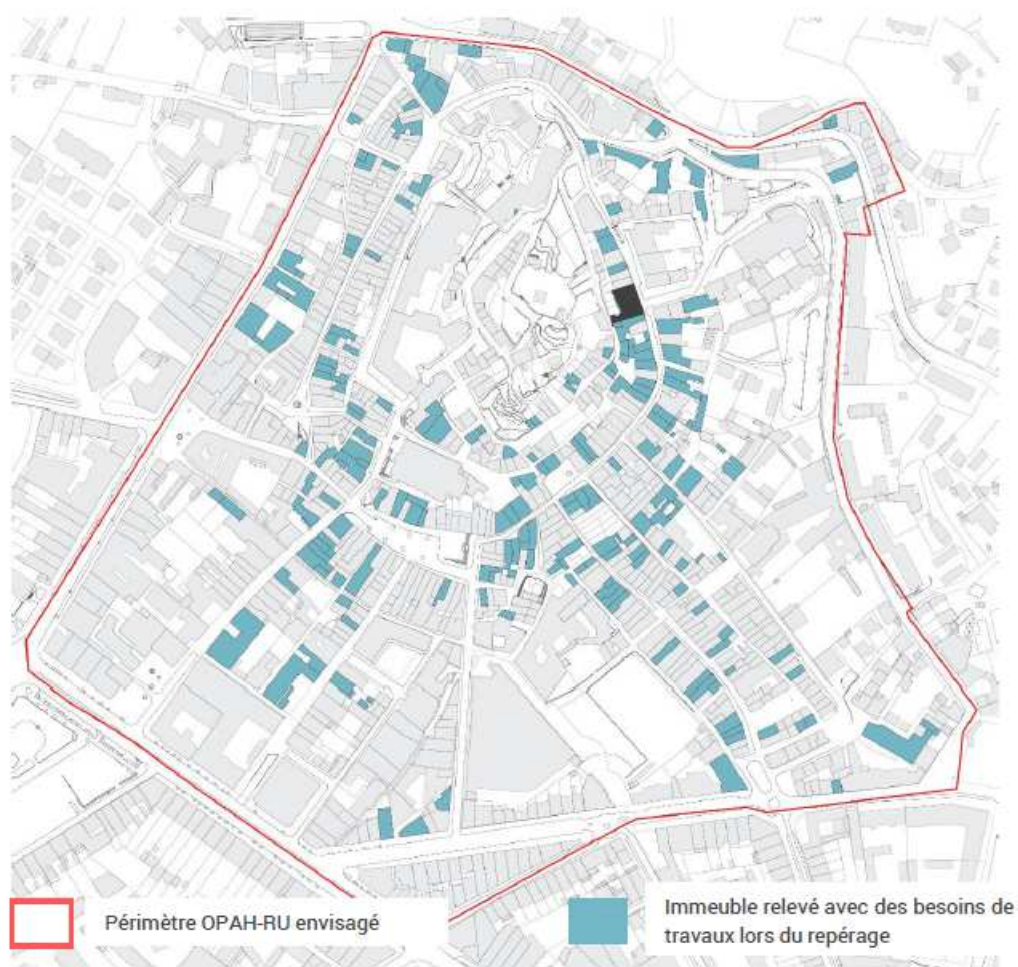 Périmètre OPAH-RU envisagé
Immeuble relevé avec des besoins de
travaux lors du repérage